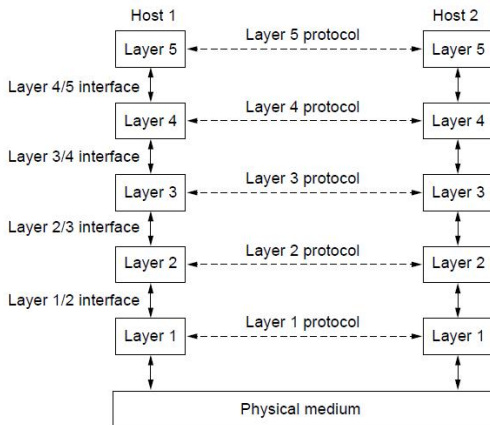 Host 1
Host 2
Layer 5
Layer 5 protocol
Layer 5
Layer 4/5 interface
Layer 4
Layer 4 protocol
Layer 4
Layer 3/4 interface
Layer 3
Layer 3 protocol
Layer 3
Layer 2/3 interface
Layer 2
Layer 2 protocol
Layer 2
Layer 1/2 interface
Layer 1
Layer 1 protocol
Layer 1
Physical medium